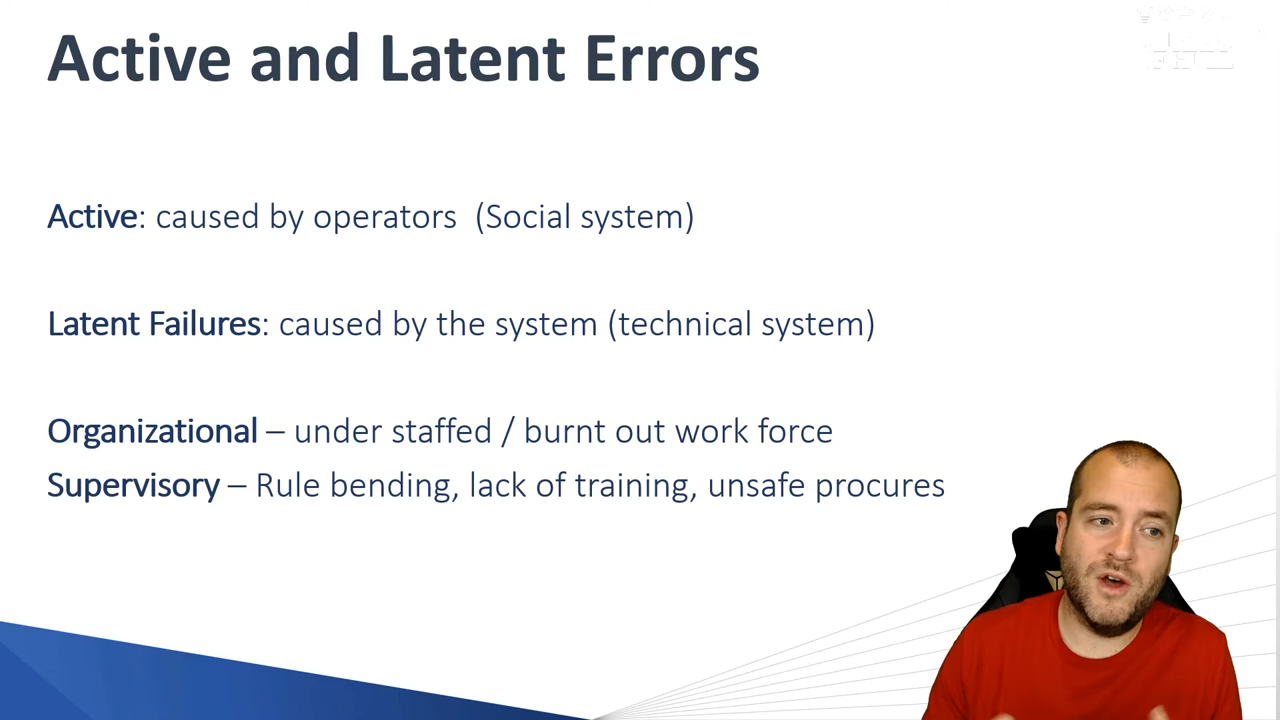 Active and Latent Errors
Active: caused by operators (Social system)
Latent Failures: caused by the system (technical system)
Organizational – under staffed / burnt out work force
Supervisory – Rule bending, lack of training, unsafe procures